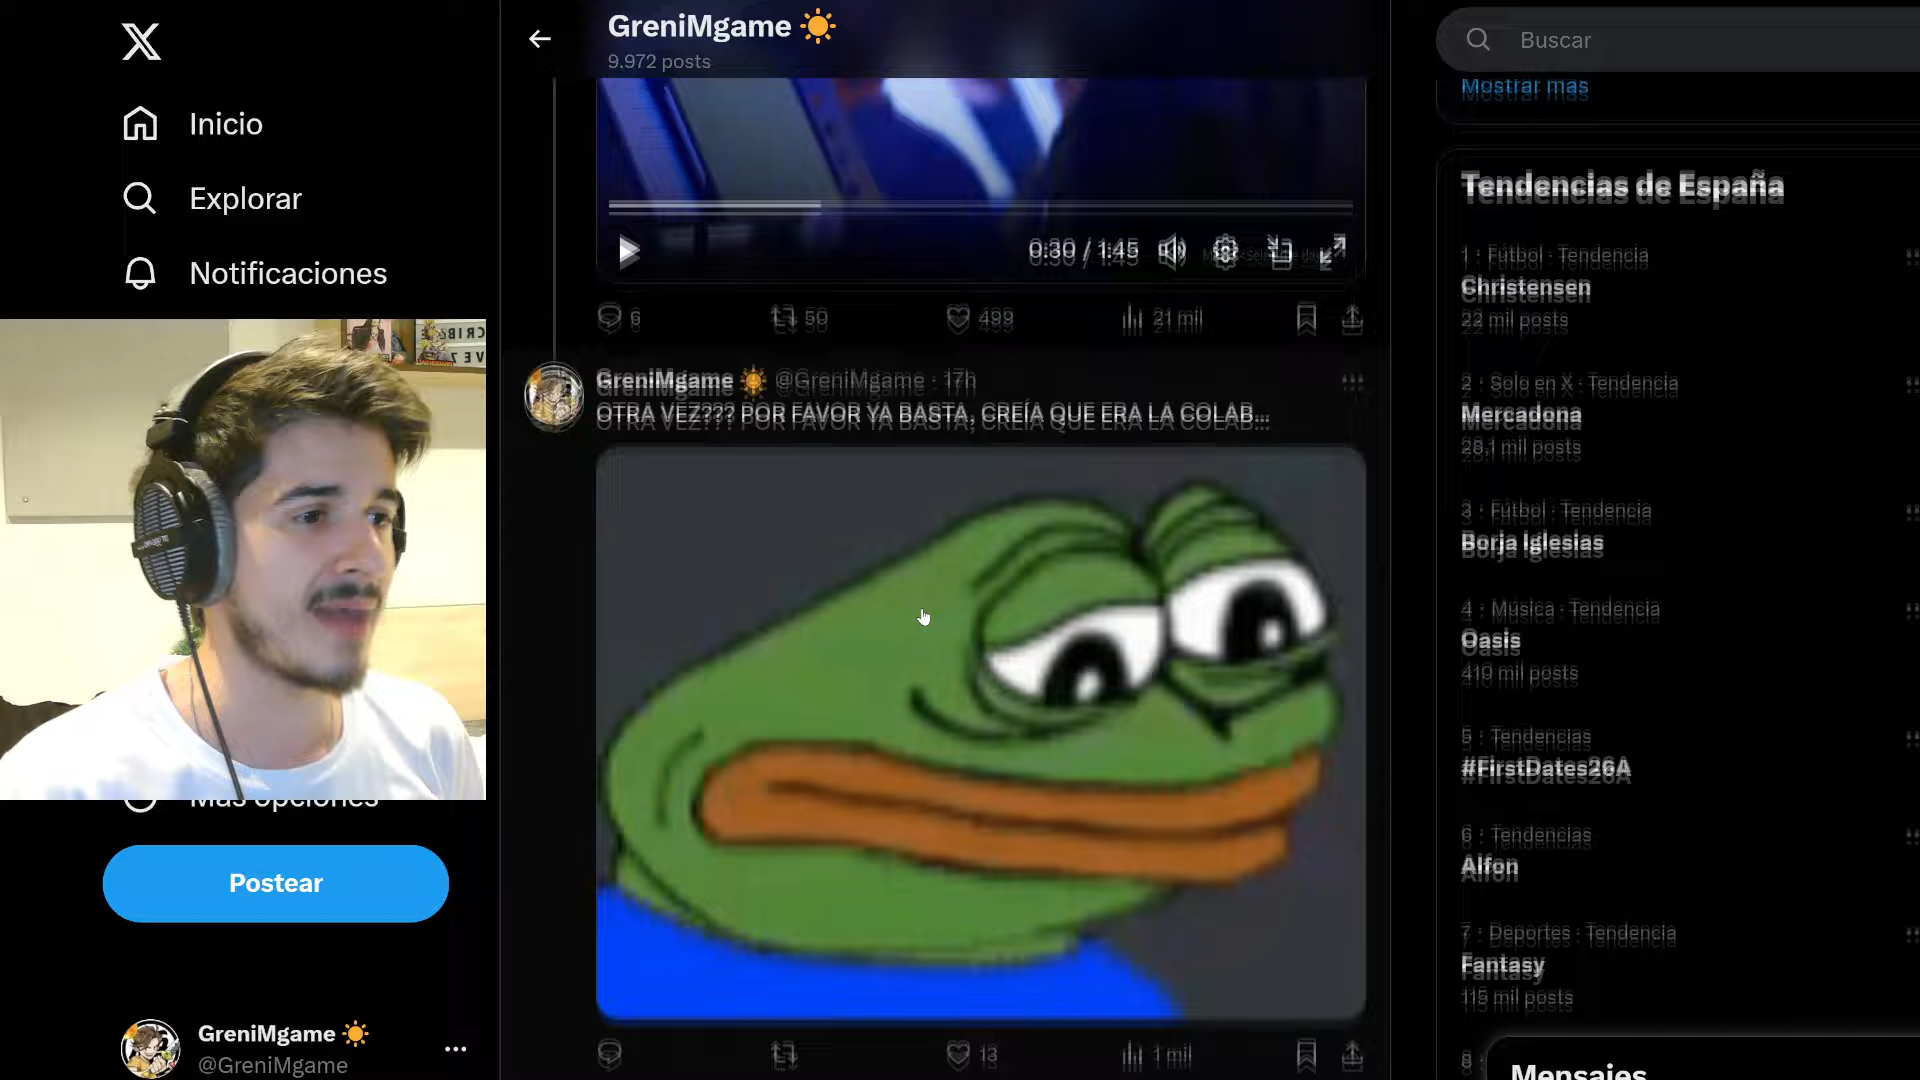 GreniMgame
9.972 posts
Inicio
Explorar
Notificaciones
Más opciones
Postear
GreniMgame
@GreniMgame
0:30 / 1:45
6
50
499
21 mil
GreniMgame @GreniMgame · 17h
OTRA VEZ??? POR FAVOR YA BASTA, CREÍA QUE ERA LA COLAB...
13
1 mil
Buscar
Mostrar más
Tendencias de España
1 · Fútbol · Tendencia
Christensen
22 mil posts
2 · Solo en X · Tendencia
Mercadona
28,1 mil posts
3 · Fútbol · Tendencia
Borja Iglesias
4 · Música · Tendencia
Oasis
410 mil posts
5 · Tendencias
#FirstDates26A
6 · Tendencias
Alfon
7 · Deportes · Tendencia
Fantasy
115 mil posts
8
Mensajes